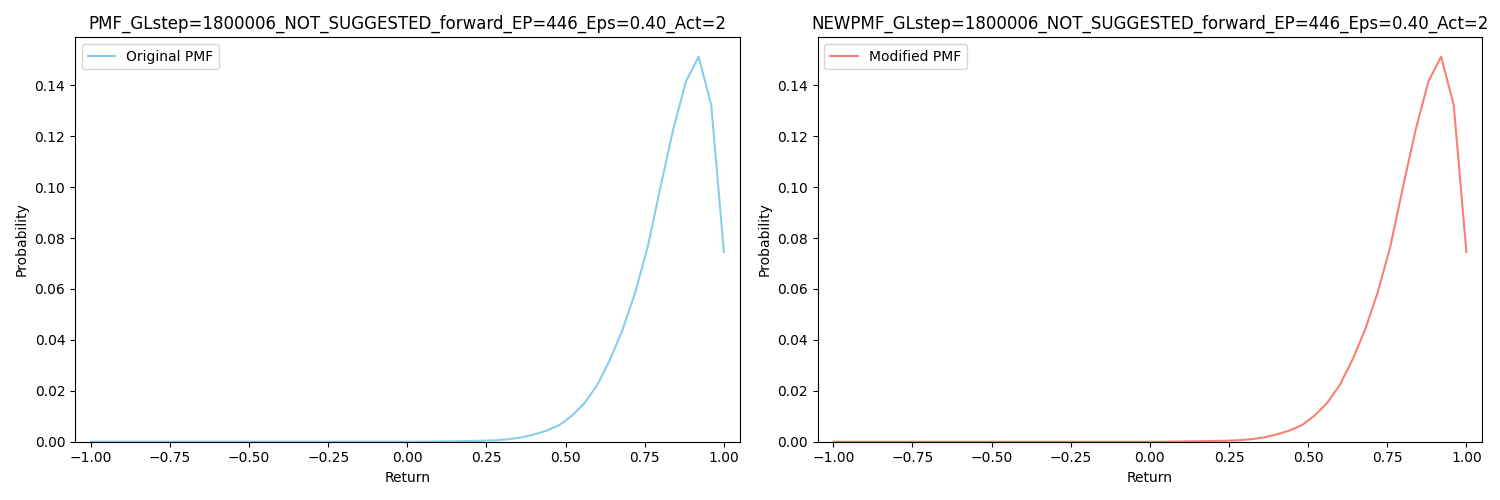 PMF_GLstep=1800006_NOT_SUGGESTED_forward_EP=446_Eps=0.40_Act=2
Original PMF
Probability
0.14
0.12
0.10
0.08
0.06
0.04
0.02
0.00
−1.00 −0.75 −0.50 −0.25 0.00 0.25 0.50 0.75 1.00
Return
NEWPMF_GLstep=1800006_NOT_SUGGESTED_forward_EP=446_Eps=0.40_Act=2
Modified PMF
Probability
0.14
0.12
0.10
0.08
0.06
0.04
0.02
0.00
−1.00 −0.75 −0.50 −0.25 0.00 0.25 0.50 0.75 1.00
Return